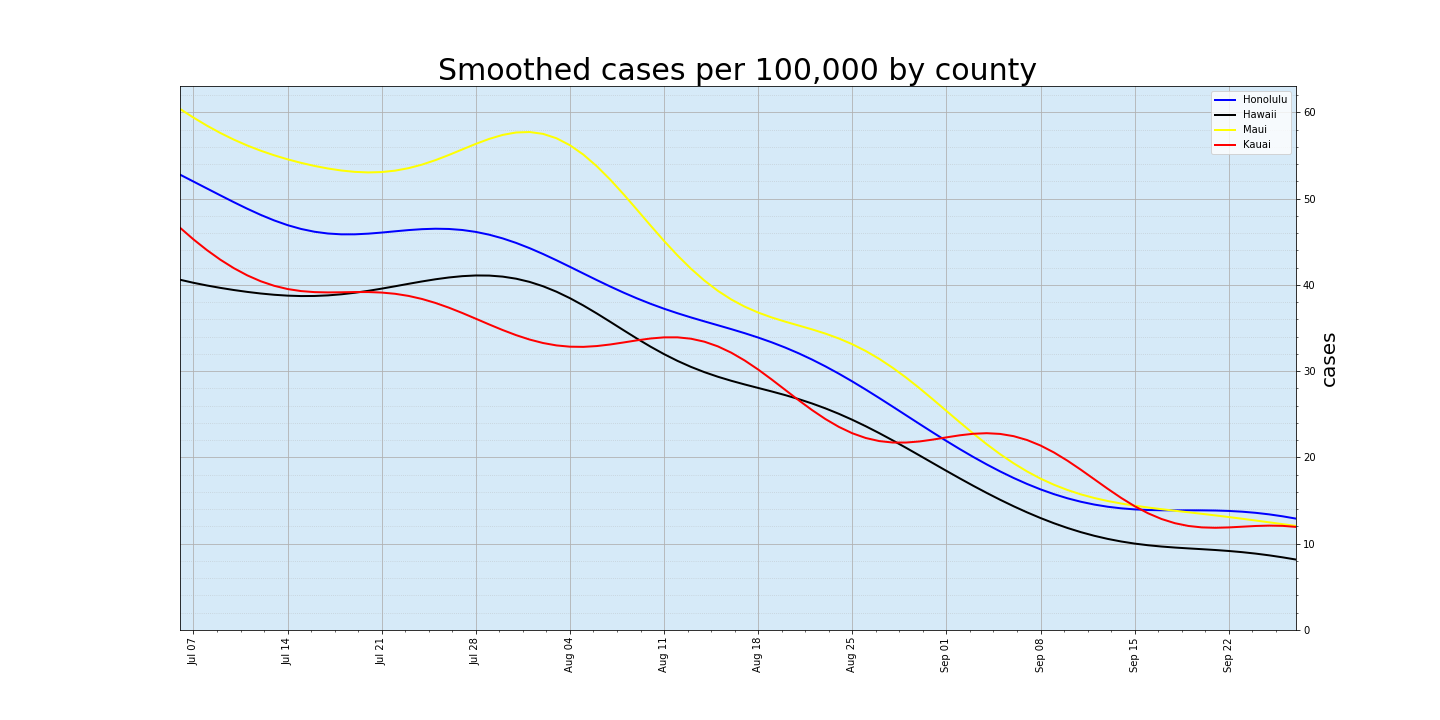 Smoothed cases per 100,000 by county
Honolulu
Hawaii
Maui
Kauai
60
50
40
30
20
10
0
cases
Jul 07
Jul 14
Jul 21
Jul 28
Aug 04
Aug 11
Aug 18
Aug 25
Sep 01
Sep 08
Sep 15
Sep 22